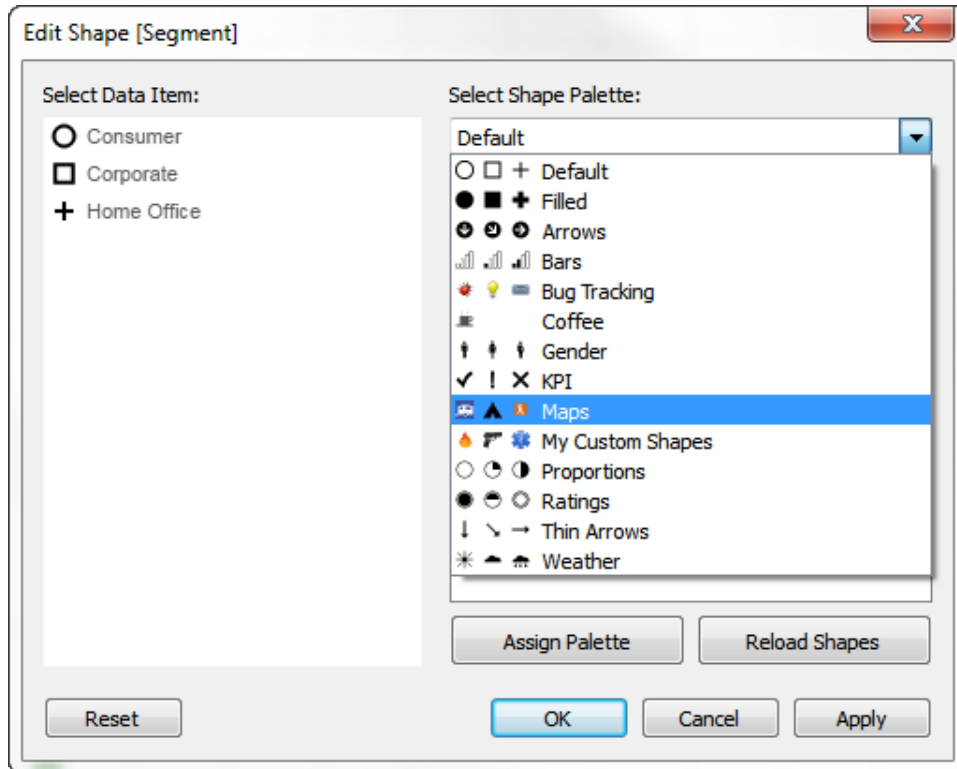 Edit Shape [Segment]
Select Data Item:
Select Shape Palette:
Consumer
Corporate
Home Office
Default
Default
Filled
Arrows
Bars
Bug Tracking
Coffee
Gender
KPI
Maps
My Custom Shapes
Proportions
Ratings
Thin Arrows
Weather
Assign Palette
Reload Shapes
Reset
OK
Cancel
Apply